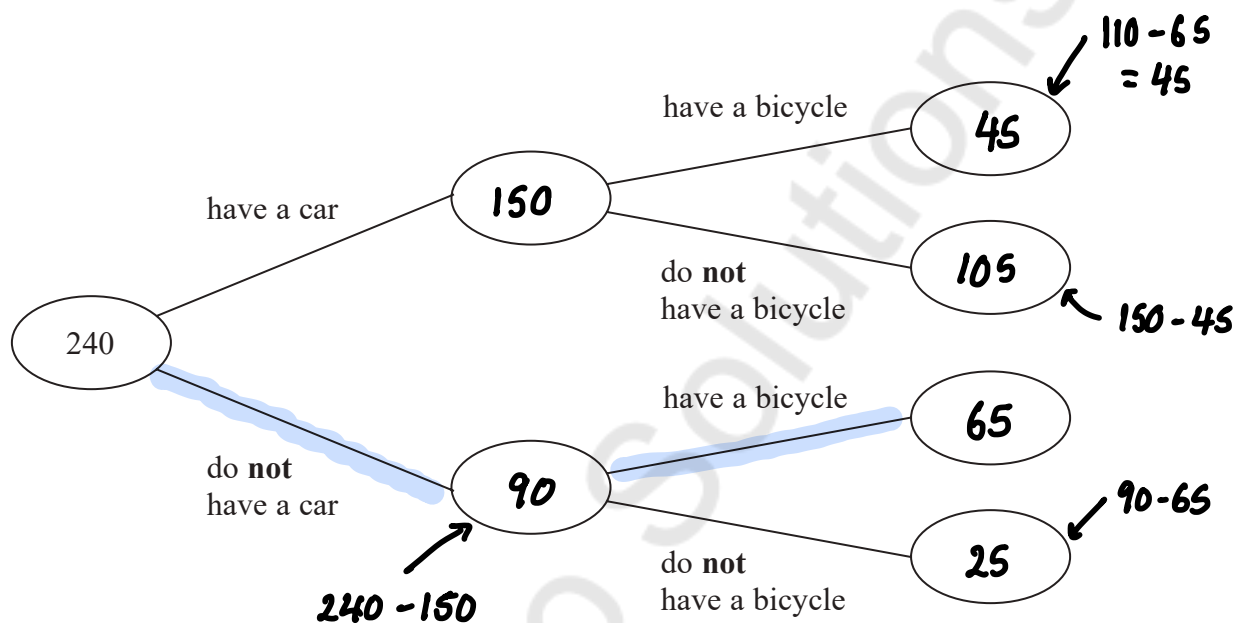 110-65
= 45
have a bicycle
45
have a car
150
do not
have a bicycle
105
150-45
240
have a bicycle
65
do not
have a car
90
90-65
do not
have a bicycle
25
240-150
Solutions